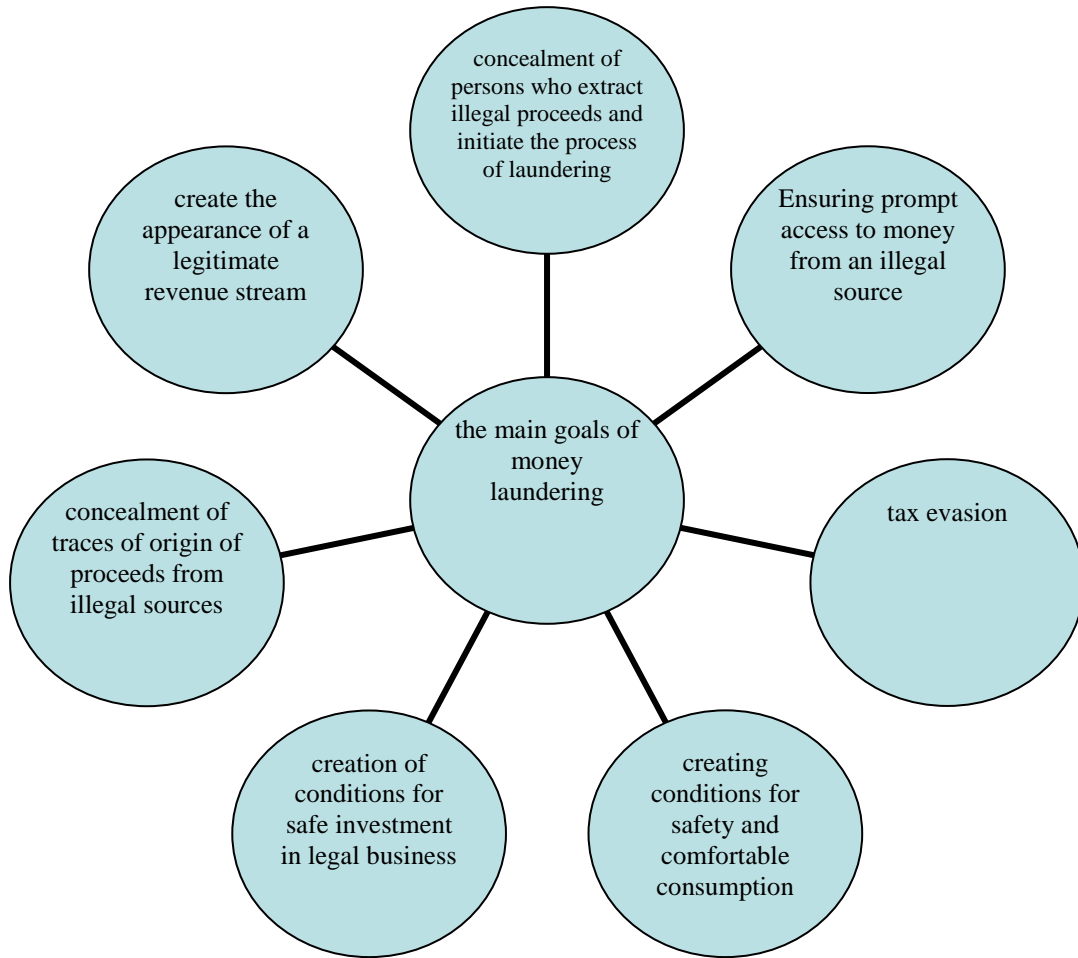 concealment of
persons who extract
illegal proceeds and
initiate the process
of laundering
create the
appearance of a
legitimate
revenue stream
Ensuring prompt
access to money
from an illegal
source
the main goals of
money
laundering
concealment of
traces of origin of
proceeds from
illegal sources
tax evasion
creation of
conditions for
safe investment
in legal business
creating
conditions for
safety and
comfortable
consumption